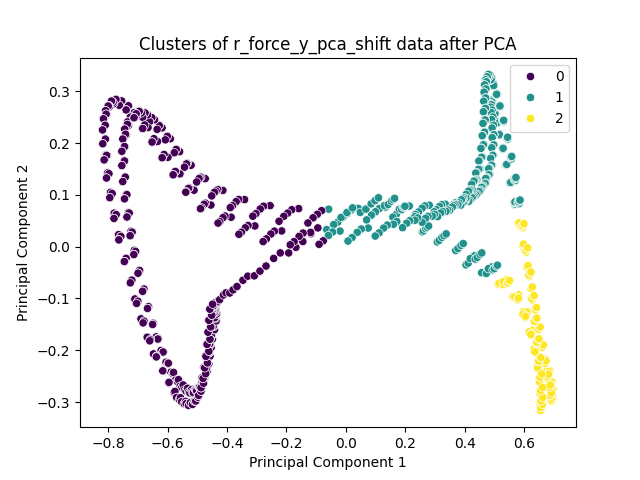 Clusters of r_force_y_pca_shift data after PCA
0
1
2
0.3
0.2
0.1
0.0
−0.1
−0.2
−0.3
Principal Component 2
−0.8 −0.6 −0.4 −0.2 0.0 0.2 0.4 0.6
Principal Component 1